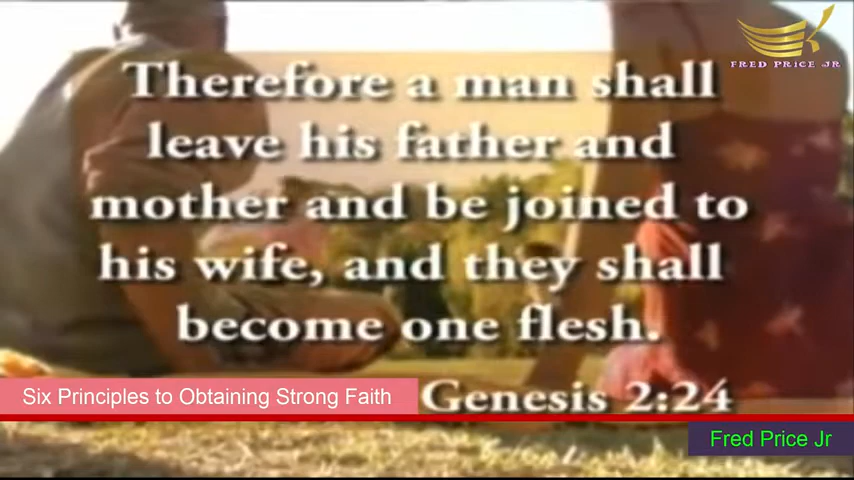 FRED PRICE JR
Therefore a man shall
leave his father and
mother and be joined to
his wife, and they shall
become one flesh.
Six Principles to Obtaining Strong Faith
Genesis 2:24
Fred Price Jr